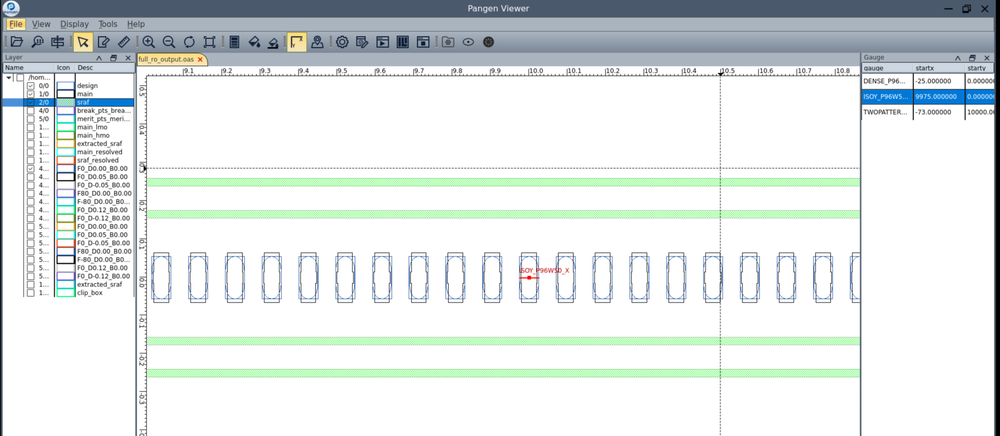 PANGEN
Pangen Viewer
File View Display Tools Help
Layer
Name Icon Desc
/hom...
0/0 design
1/0 main
2/0 sraf
4/0 break_pts_brea...
5/0 merit_pts_meri...
1... main_lmo
1... main_hmo
1... extracted_sraf
1... main_resolved
1... sraf_resolved
4... F0_D0.00_B0.00
4... F0_D0.05_B0.00
4... F0_D-0.05_B0.00
4... F80_D0.00_B0.00
4... F-80_D0.00_B0...
4... F0_D0.12_B0.00
4... F0_D-0.12_B0.00
5... F0_D0.00_B0.00
5... F0_D0.05_B0.00
5... F0_D-0.05_B0.00
5... F80_D0.00_B0.00
5... F-80_D0.00_B0...
5... F0_D0.12_B0.00
5... F0_D-0.12_B0.00
1... extracted_sraf
1... clip_box
full_ro_output.oas
9.1 9.2 9.3 9.4 9.5 9.6 9.7 9.8 9.9 10.0 10.1 10.2 10.3 10.4 10.5 10.6 10.7 10.8
0.5
0.4
0.3
0.2
0.1
0.0
-0.1
-0.2
-0.3
ISOY_P96W50_X
Gauge
gauge startx starty
DENSE_P96... -25.000000 0.00000
ISOY_P96W5... 9975.000000 0.00000
TWOPATTER... -73.000000 10000.0